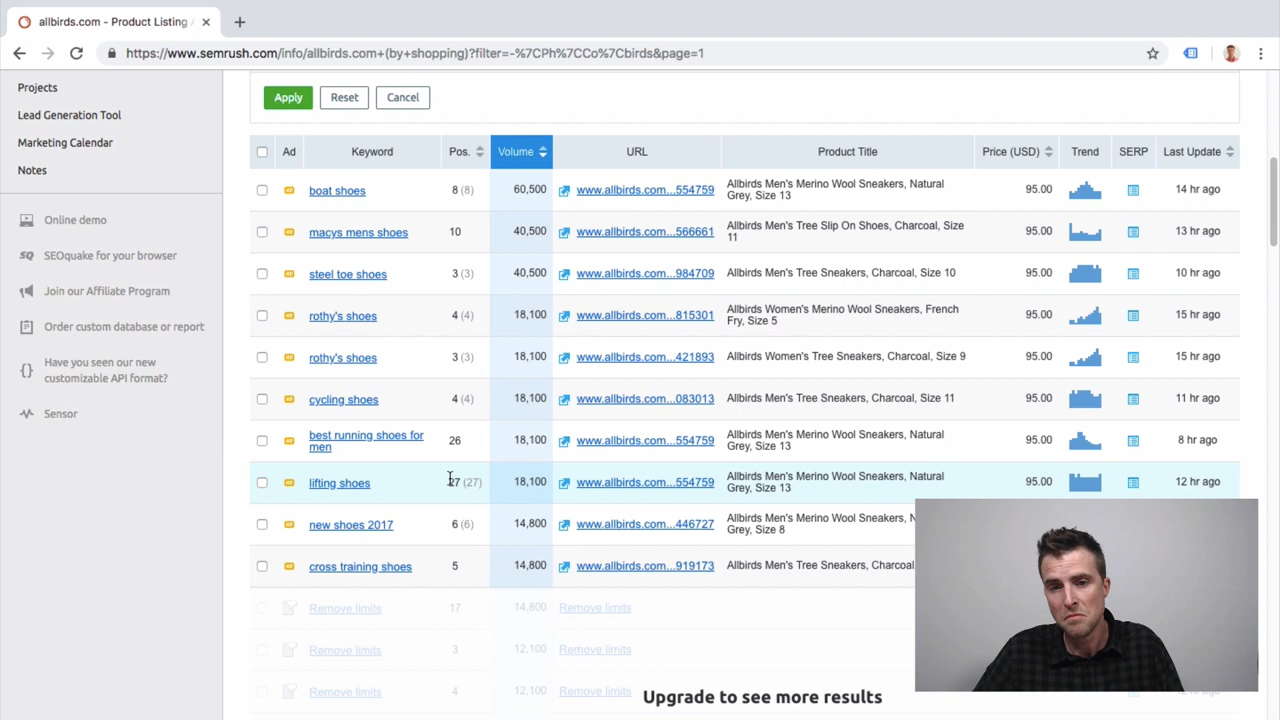 allbirds.com - Product Listing
https://www.semrush.com/info/allbirds.com+(by+shopping)?filter=-%7CPh%7CCo%7Cbirds&page=1
Projects
Lead Generation Tool
Marketing Calendar
Notes
Online demo
SEOquake for your browser
Join our Affiliate Program
Order custom database or report
Have you seen our new
customizable API format?
Sensor
Apply Reset Cancel
Ad Keyword Pos. Volume URL Product Title Price (USD) Trend SERP Last Update
boat shoes 8 (8) 60,500 www.allbirds.com...554759 Allbirds Men's Merino Wool Sneakers, Natural 95.00 14 hr ago
Grey, Size 13
macys mens shoes 10 40,500 www.allbirds.com...566661 Allbirds Men's Tree Slip On Shoes, Charcoal, Size 95.00 13 hr ago
11
steel toe shoes 3 (3) 40,500 www.allbirds.com...984709 Allbirds Men's Tree Sneakers, Charcoal, Size 10 95.00 10 hr ago
rothy's shoes 4 (4) 18,100 www.allbirds.com...815301 Allbirds Women's Merino Wool Sneakers, French 95.00 15 hr ago
Fry, Size 5
rothy's shoes 3 (3) 18,100 www.allbirds.com...421893 Allbirds Women's Tree Sneakers, Charcoal, Size 9 95.00 15 hr ago
cycling shoes 4 (4) 18,100 www.allbirds.com...083013 Allbirds Men's Tree Sneakers, Charcoal, Size 11 95.00 11 hr ago
best running shoes for 26 18,100 www.allbirds.com...554759 Allbirds Men's Merino Wool Sneakers, Natural 95.00 8 hr ago
men Grey, Size 13
lifting shoes 27 (27) 18,100 www.allbirds.com...554759 Allbirds Men's Merino Wool Sneakers, Natural 95.00 12 hr ago
Grey, Size 13
new shoes 2017 6 (6) 14,800 www.allbirds.com...446727 Allbirds Men's Merino Wool Sneakers, N
Grey, Size 8
cross training shoes 5 14,800 www.allbirds.com...919173 Allbirds Men's Tree Sneakers, Charcoal
Remove limits 17 14,800 Remove limits
Remove limits 3 12,100 Remove limits
Remove limits 4 12,100 Remove limits
Upgrade to see more results